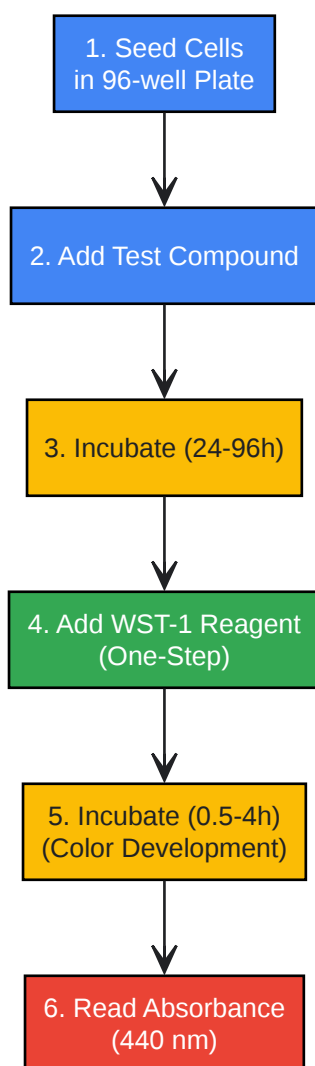 1. Seed Cells
in 96-well Plate
2. Add Test Compound
3. Incubate (24-96h)
4. Add WST-1 Reagent
(One-Step)
5. Incubate (0.5-4h)
(Color Development)
6. Read Absorbance
(440 nm)